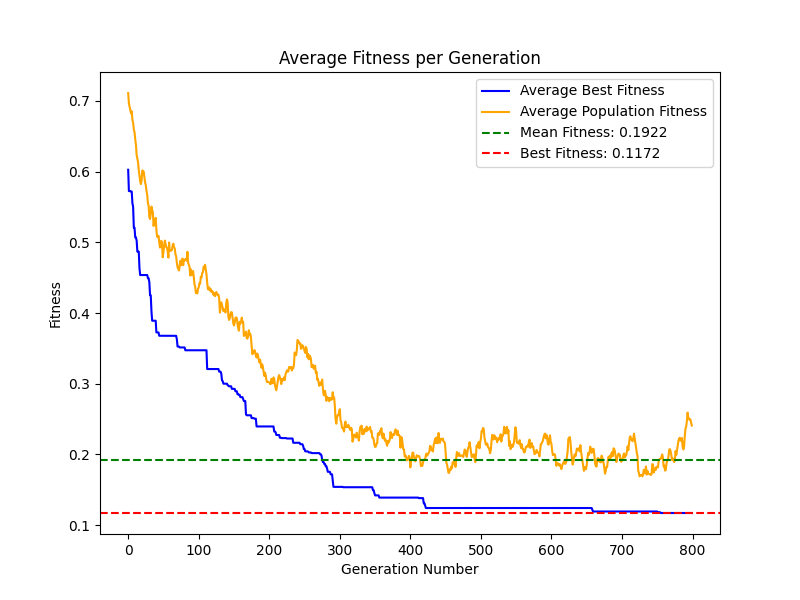 Average Fitness per Generation
Average Best Fitness
Average Population Fitness
Mean Fitness: 0.1922
Best Fitness: 0.1172
Fitness
0.7
0.6
0.5
0.4
0.3
0.2
0.1
0 100 200 300 400 500 600 700 800
Generation Number